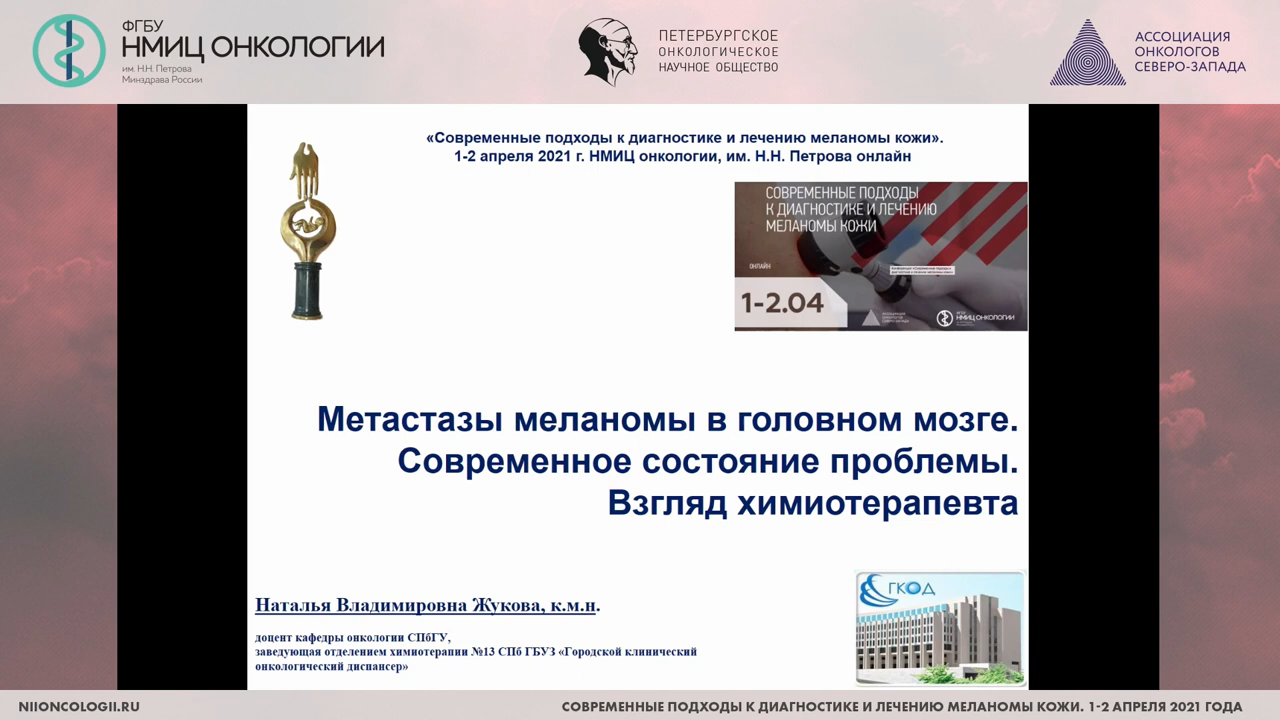 ФГБУ
НМИЦ ОНКОЛОГИИ
им. Н.Н. Петрова
Минздрава России
ПЕТЕРБУРГСКОЕ
ОНКОЛОГИЧЕСКОЕ
НАУЧНОЕ ОБЩЕСТВО
АССОЦИАЦИЯ
ОНКОЛОГОВ
СЕВЕРО-ЗАПАДА
«Современные подходы к диагностике и лечению меланомы кожи».
1-2 апреля 2021 г. НМИЦ онкологии, им. Н.Н. Петрова онлайн
СОВРЕМЕННЫЕ ПОДХОДЫ
К ДИАГНОСТИКЕ И ЛЕЧЕНИЮ
МЕЛАНОМЫ КОЖИ
ОНЛАЙН
1-2.04
ФГБУ
НМИЦ ОНКОЛОГИИ
Метастазы меланомы в головном мозге.
Современное состояние проблемы.
Взгляд химиотерапевта
Наталья Владимировна Жукова, к.м.н.
доцент кафедры онкологии СПбГУ,
заведующая отделением химиотерапии №13 СПб ГБУЗ «Городской клинический
онкологический диспансер»
ГКОД
NIIONCOLOGII.RU
СОВРЕМЕННЫЕ ПОДХОДЫ К ДИАГНОСТИКЕ И ЛЕЧЕНИЮ МЕЛАНОМЫ КОЖИ. 1-2 АПРЕЛЯ 2021 ГОДА